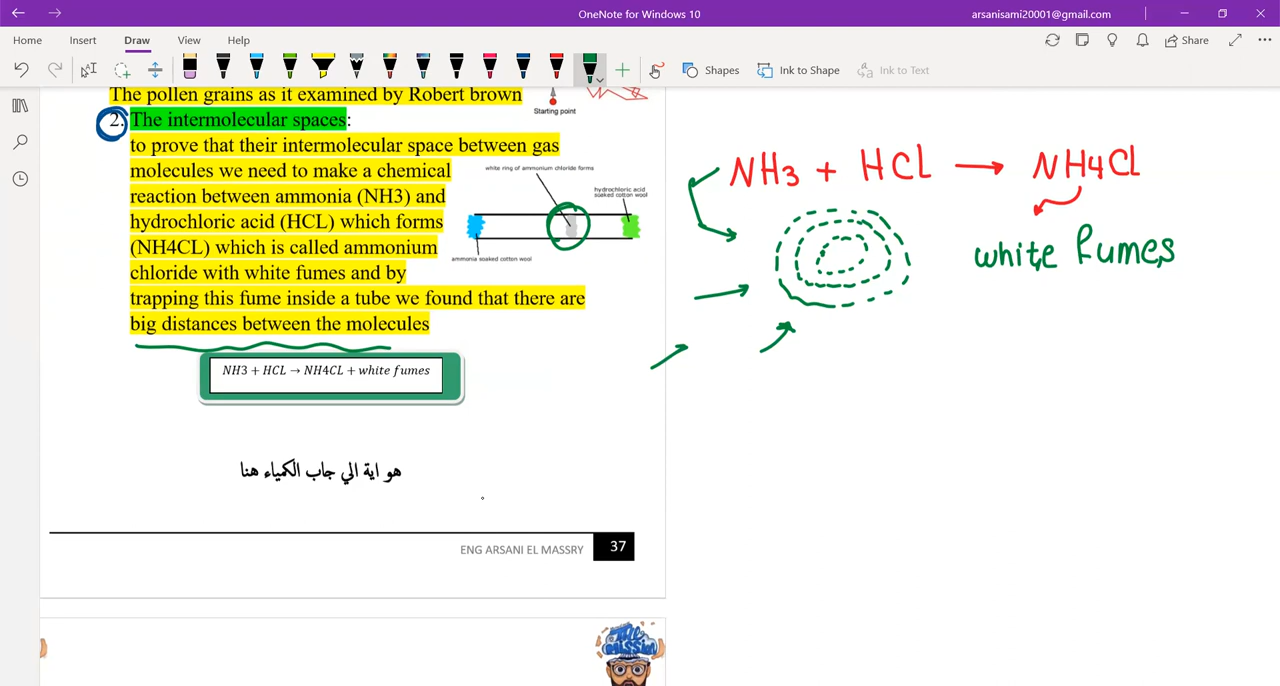 OneNote for Windows 10
arsanisami20001@gmail.com
Home Insert Draw View Help
Share
Shapes
Ink to Shape
Ink to Text
The pollen grains as it examined by Robert brown
Starting point
2. The intermolecular spaces:
to prove that their intermolecular space between gas
molecules we need to make a chemical
reaction between ammonia (NH3) and
hydrochloric acid (HCL) which forms
(NH4CL) which is called ammonium
chloride with white fumes and by
trapping this fume inside a tube we found that there are
big distances between the molecules
white ring of ammonium chloride forms
hydrochloric acid
soaked cotton wool
ammonia soaked cotton wool
NH3 + HCL → NH4CL + white fumes
هو اية الي جاب الكمياء هنا
ENG ARSANI EL MASSRY 37
THE MISSION
NH3 + HCL → NH4CL
white fumes